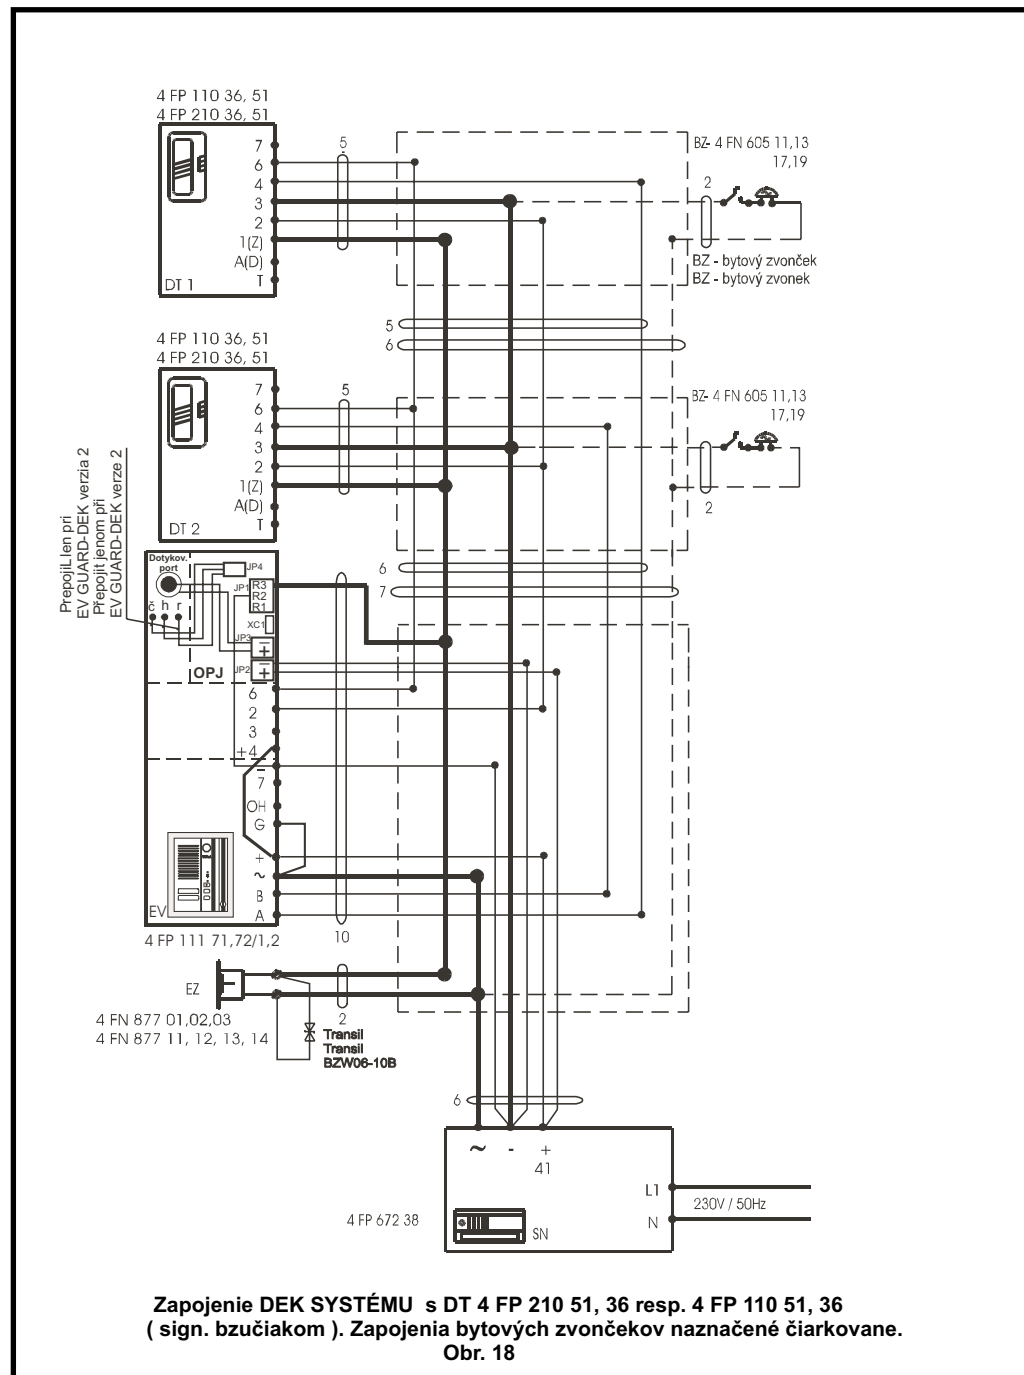 4 FP 110 36, 51
4 FP 210 36, 51
7
6
4
3
2
1(Z)
A(D)
T
DT 1
5
BZ- 4 FN 605 11,13
17,19
2
BZ - bytový zvonček
BZ - bytový zvonek
5
6
4 FP 110 36, 51
4 FP 210 36, 51
7
6
4
3
2
1(Z)
A(D)
T
DT 2
5
BZ- 4 FN 605 11,13
17,19
2
6
7
PrepojiLlen pri
EV GUARD-DEK verzia 2
Přepojit jenom při
EV GUARD-DEK verze 2
Dotykov.
port
č h r
JP4
JP1
R3
R2
R1
XC1
JP3
JP2
OPJ
6
2
3
+4
-
7
OH
G
+
~
B
A
EV
4 FP 111 71,72/1,2
10
EZ
4 FN 877 01,02,03
4 FN 877 11, 12, 13, 14
2
Transil
Transil
BZW06-10B
6
~ - +
41
L1
N
230V / 50Hz
4 FP 672 38
SN
Zapojenie DEK SYSTÉMU s DT 4 FP 210 51, 36 resp. 4 FP 110 51, 36
( sign. bzučiakom ). Zapojenia bytových zvončekov naznačené čiarkovane.
Obr. 18